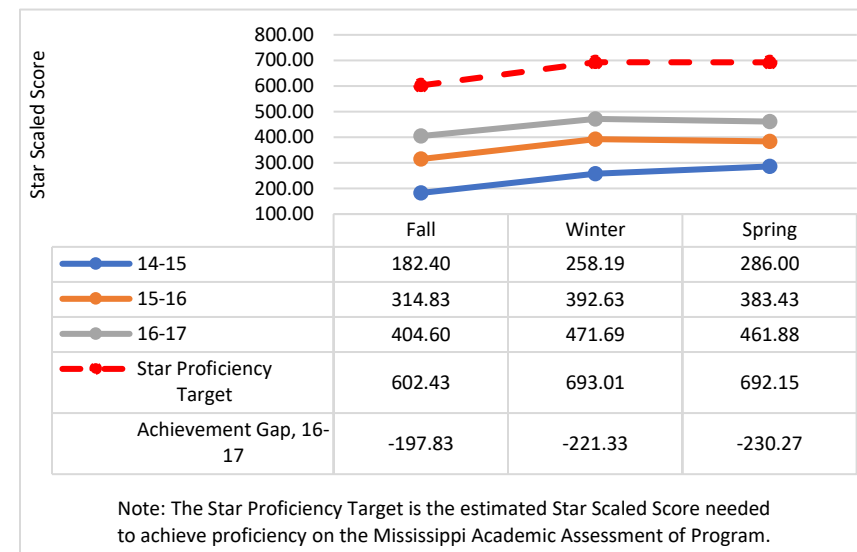 Star Scaled Score
800.00
700.00
600.00
500.00
400.00
300.00
200.00
100.00
Fall Winter Spring
14-15 182.40 258.19 286.00
15-16 314.83 392.63 383.43
16-17 404.60 471.69 461.88
Star Proficiency
Target 602.43 693.01 692.15
Achievement Gap, 16-
17 -197.83 -221.33 -230.27
Note: The Star Proficiency Target is the estimated Star Scaled Score needed
to achieve proficiency on the Mississippi Academic Assessment of Program.